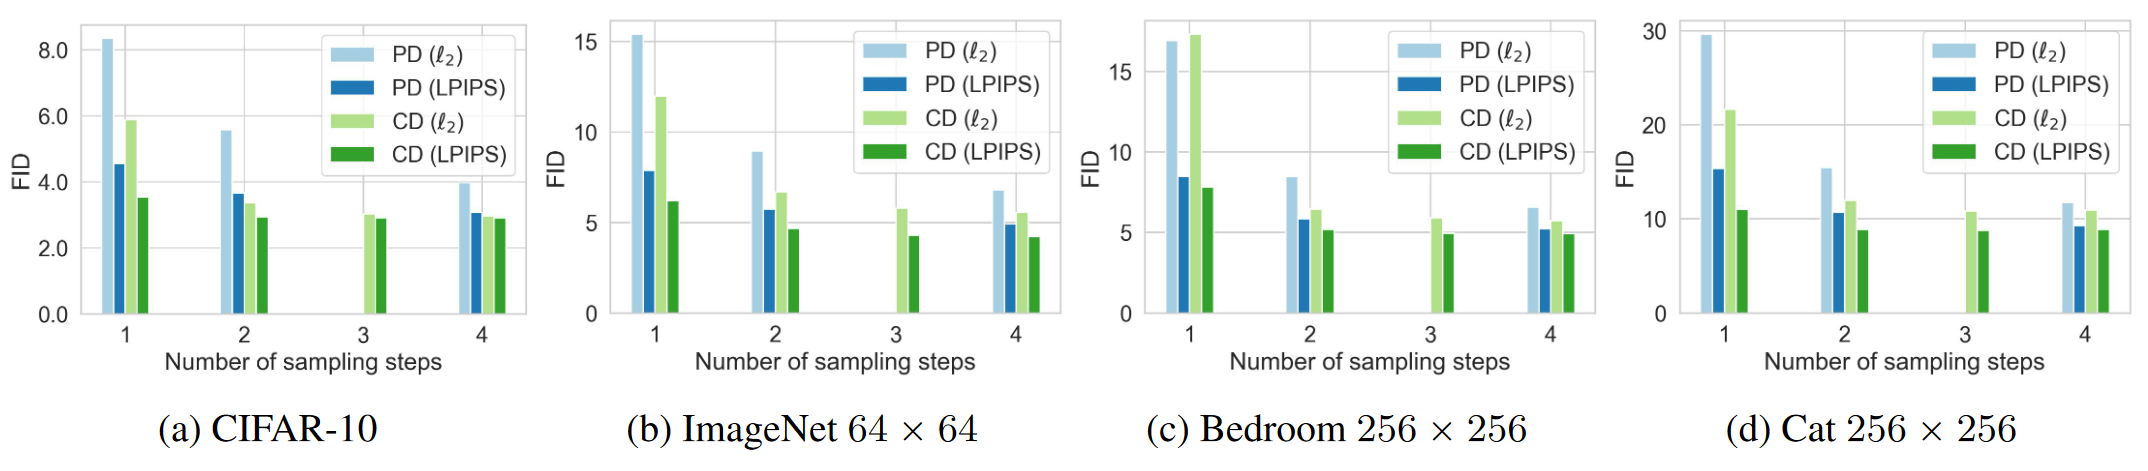 8.0
6.0
4.0
2.0
0.0
FID
PD (ℓ₂)
PD (LPIPS)
CD (ℓ₂)
CD (LPIPS)
1 2 3 4
Number of sampling steps
(a) CIFAR-10
15
10
5
0
FID
PD (ℓ₂)
PD (LPIPS)
CD (ℓ₂)
CD (LPIPS)
1 2 3 4
Number of sampling steps
(b) ImageNet 64 × 64
15
10
5
0
FID
PD (ℓ₂)
PD (LPIPS)
CD (ℓ₂)
CD (LPIPS)
1 2 3 4
Number of sampling steps
(c) Bedroom 256 × 256
30
20
10
0
FID
PD (ℓ₂)
PD (LPIPS)
CD (ℓ₂)
CD (LPIPS)
1 2 3 4
Number of sampling steps
(d) Cat 256 × 256